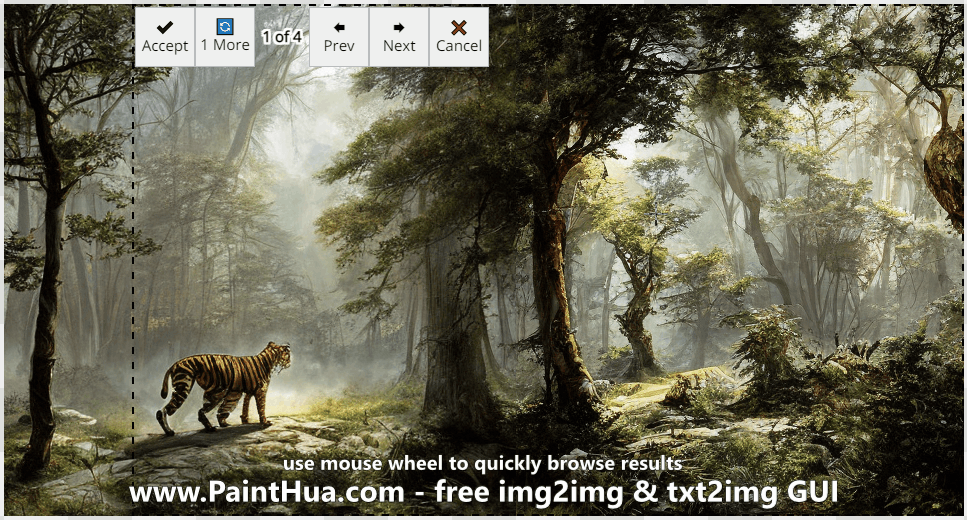 Accept
1 More
1 of 4
Prev
Next
Cancel
use mouse wheel to quickly browse results
www.PaintHua.com - free img2img & txt2img GUI